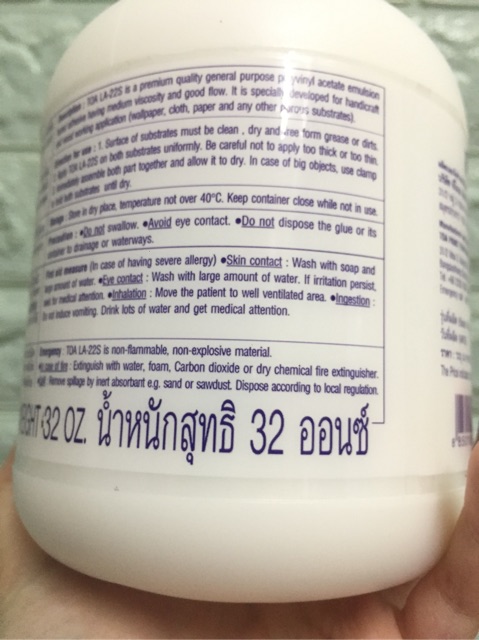 : TOA LA-22S is a premium quality general purpose polyvinyl acetate emulsion
having medium viscosity and good flow. It is specially developed for handicraft
and wood working application (wallpaper, cloth, paper and any other porous substrates).
for use : 1. Surface of substrates must be clean , dry and free form grease or dirts.
TOA LA-22S on both substrates uniformly. Be careful not to apply too thick or too thin.
immediately assemble both part together and allow it to dry. In case of big objects, use clamp
both substrates until dry.
Storage : Store in dry place, temperature not over 40°C. Keep container close while not in use.
Precautions : ●Do not swallow. ●Avoid eye contact. ●Do not dispose the glue or its
container to drainage or waterways.
First aid measure (In case of having severe allergy) ●Skin contact : Wash with soap and
large amount of water. ●Eye contact : Wash with large amount of water. If irritation persist,
for medical attention. ●Inhalation : Move the patient to well ventilated area. ●Ingestion :
Do not induce vomiting. Drink lots of water and get medical attention.
Emergency : TOA LA-22S is non-flammable, non-explosive material.
●In case of fire : Extinguish with water, foam, Carbon dioxide or dry chemical fire extinguisher.
●Spill : Remove spillage by inert absorbent e.g. sand or sawdust. Dispose according to local regulation.
32 OZ. น้ำหนักสุทธิ 32 ออนซ์